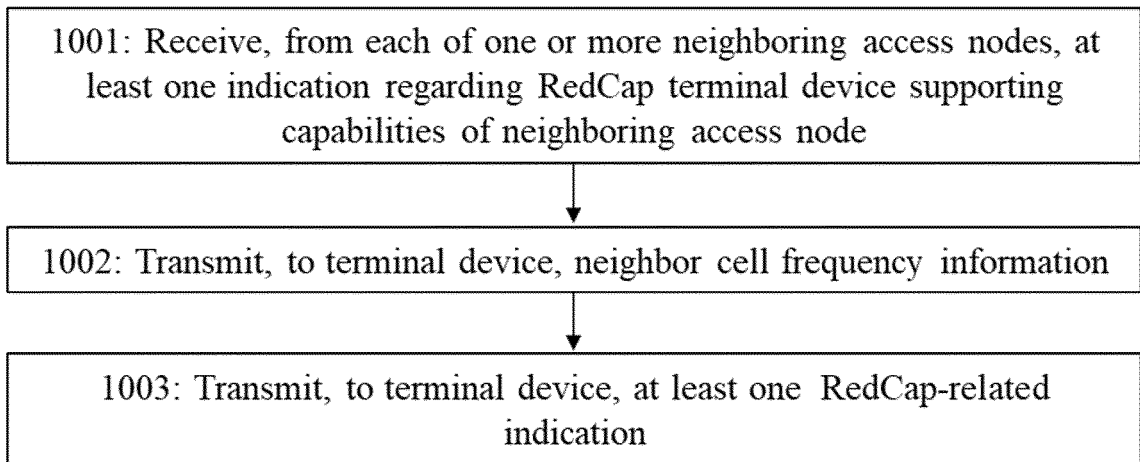 1001: Receive, from each of one or more neighboring access nodes, at
least one indication regarding RedCap terminal device supporting
capabilities of neighboring access node
1002: Transmit, to terminal device, neighbor cell frequency information
1003: Transmit, to terminal device, at least one RedCap-related
indication